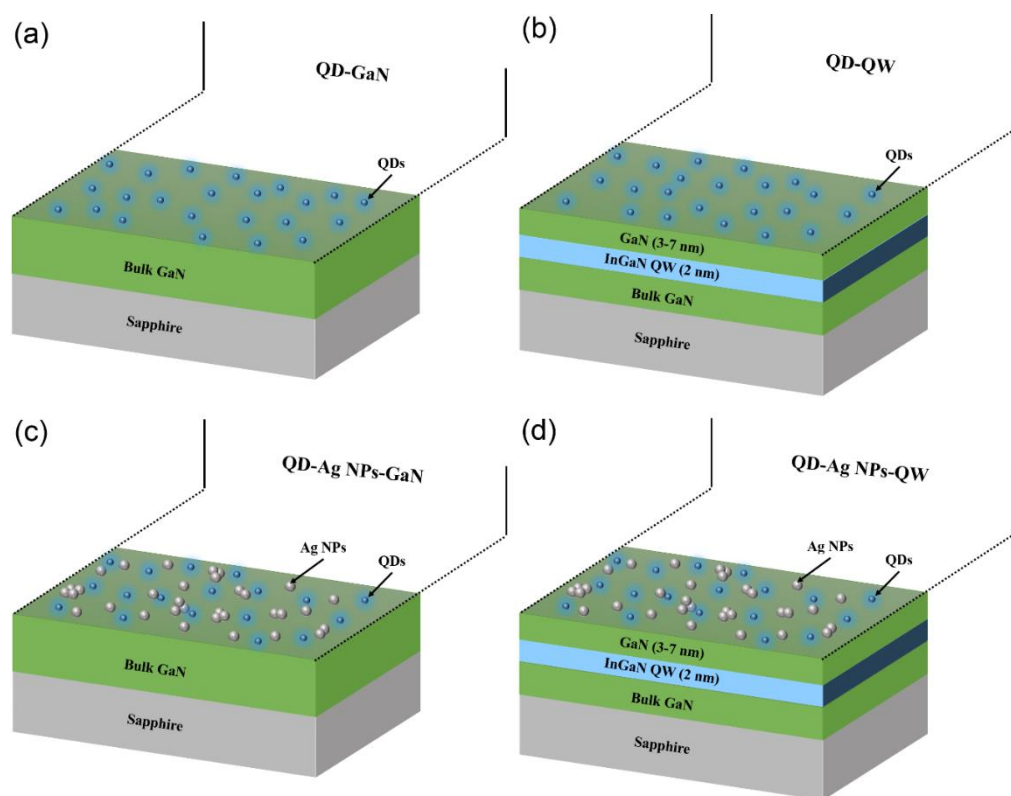 (a)
QD-GaN
QDs
Bulk GaN
Sapphire
(b)
QD-QW
QDs
GaN (3-7 nm)
InGaN QW (2 nm)
Bulk GaN
Sapphire
(c)
QD-Ag NPs-GaN
Ag NPs
QDs
Bulk GaN
Sapphire
(d)
QD-Ag NPs-QW
Ag NPs
QDs
GaN (3-7 nm)
InGaN QW (2 nm)
Bulk GaN
Sapphire